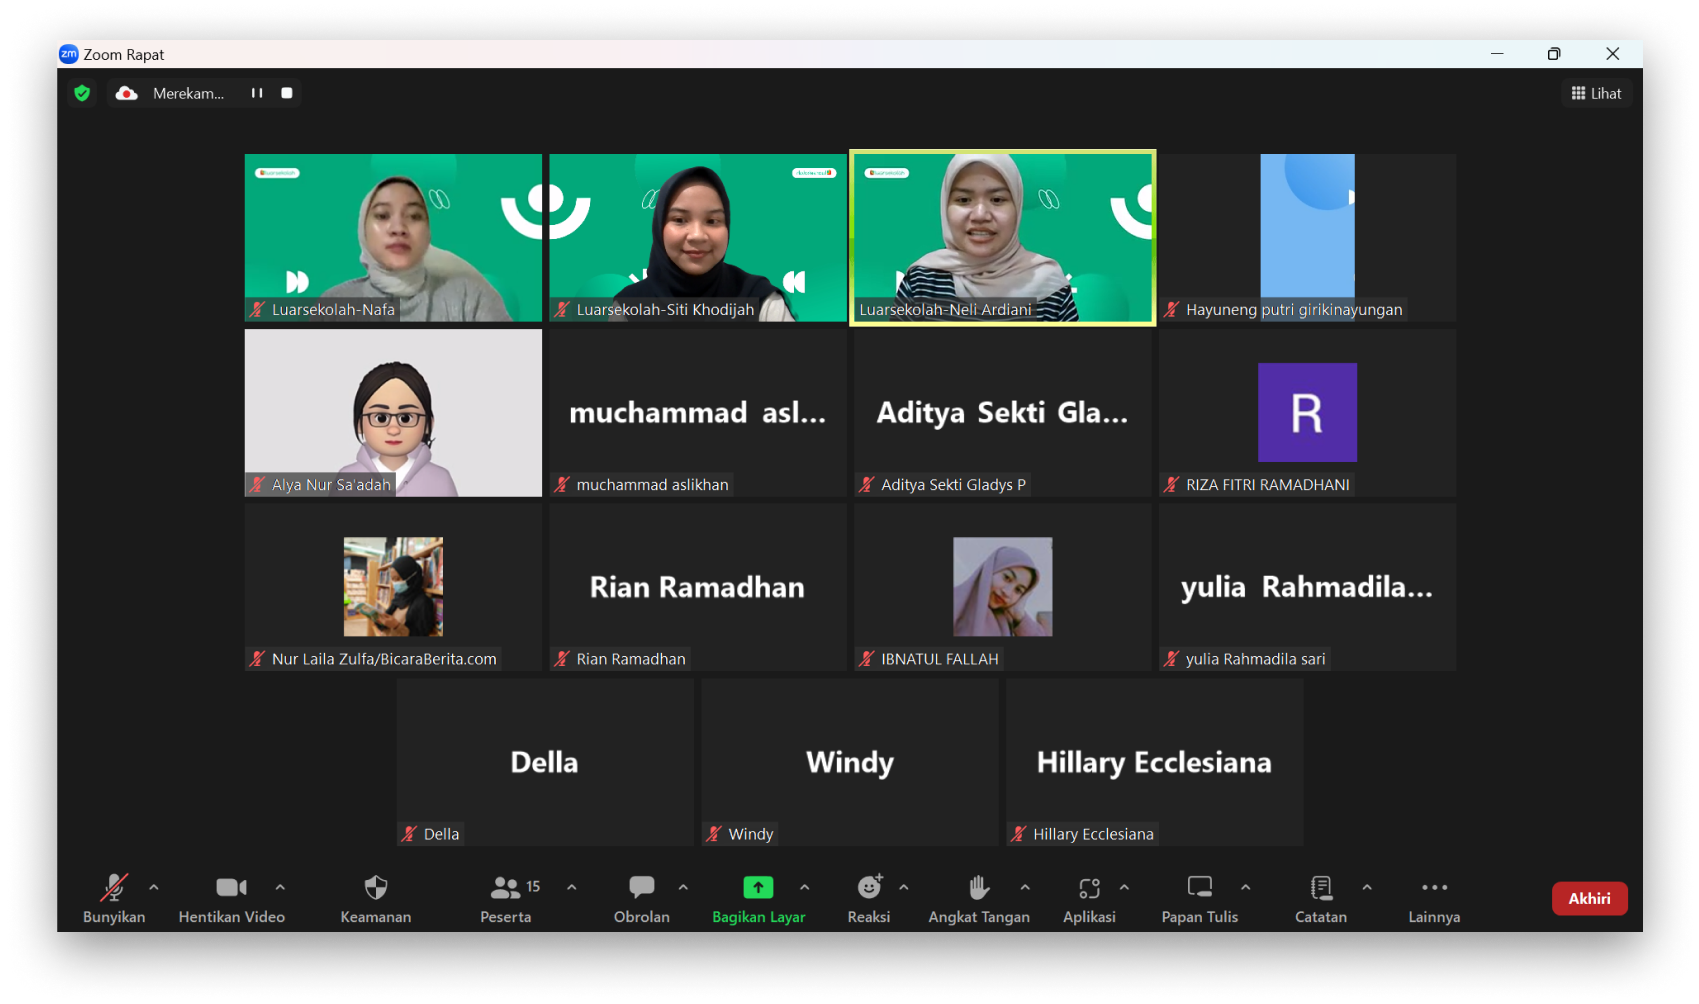 zm Zoom Rapat
Merekam...
Lihat
Luarsekolah-Nafa
Luarsekolah-Siti Khodijah
Luarsekolah-Neli Ardiani
Hayuneng putri girikinayungan
Alya Nur Sa'adah
muchammad asl...
muchammad aslikhan
Aditya Sekti Gla...
Aditya Sekti Gladys P
R
RIZA FITRI RAMADHANI
Nur Laila Zulfa/BicaraBerita.com
Rian Ramadhan
Rian Ramadhan
IBNATUL FALLAH
yulia Rahmadila...
yulia Rahmadila sari
Della
Della
Windy
Windy
Hillary Ecclesiana
Hillary Ecclesiana
Bunyikan
Hentikan Video
Keamanan
15
Peserta
Obrolan
Bagikan Layar
Reaksi
Angkat Tangan
Aplikasi
Papan Tulis
Catatan
Lainnya
Akhiri